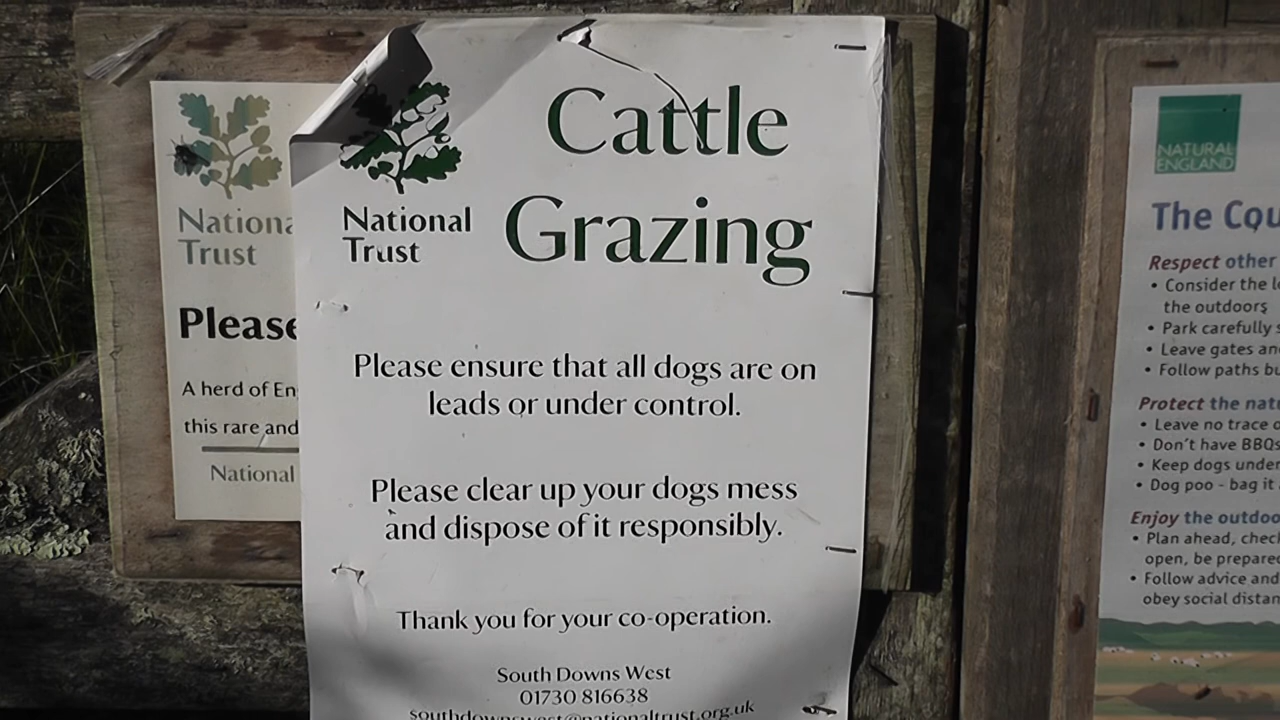 National
Trust
Cattle
Grazing
Please ensure that all dogs are on
leads or under control.
Please clear up your dogs mess
and dispose of it responsibly.
Thank you for your co-operation.
South Downs West
01730 816638
southdownswest@nationaltrust.org.uk
Nationa
Trust
Please
A herd of En
this rare and
National
NATURAL
ENGLAND
The Cou
Respect other
• Consider the l
the outdoors
• Park carefully s
• Leave gates and
• Follow paths bu
Protect the natu
• Leave no trace o
• Don't have BBQs
• Keep dogs under
• Dog poo - bag it
Enjoy the outdoo
• Plan ahead, check
open, be prepared
• Follow advice and
obey social distan